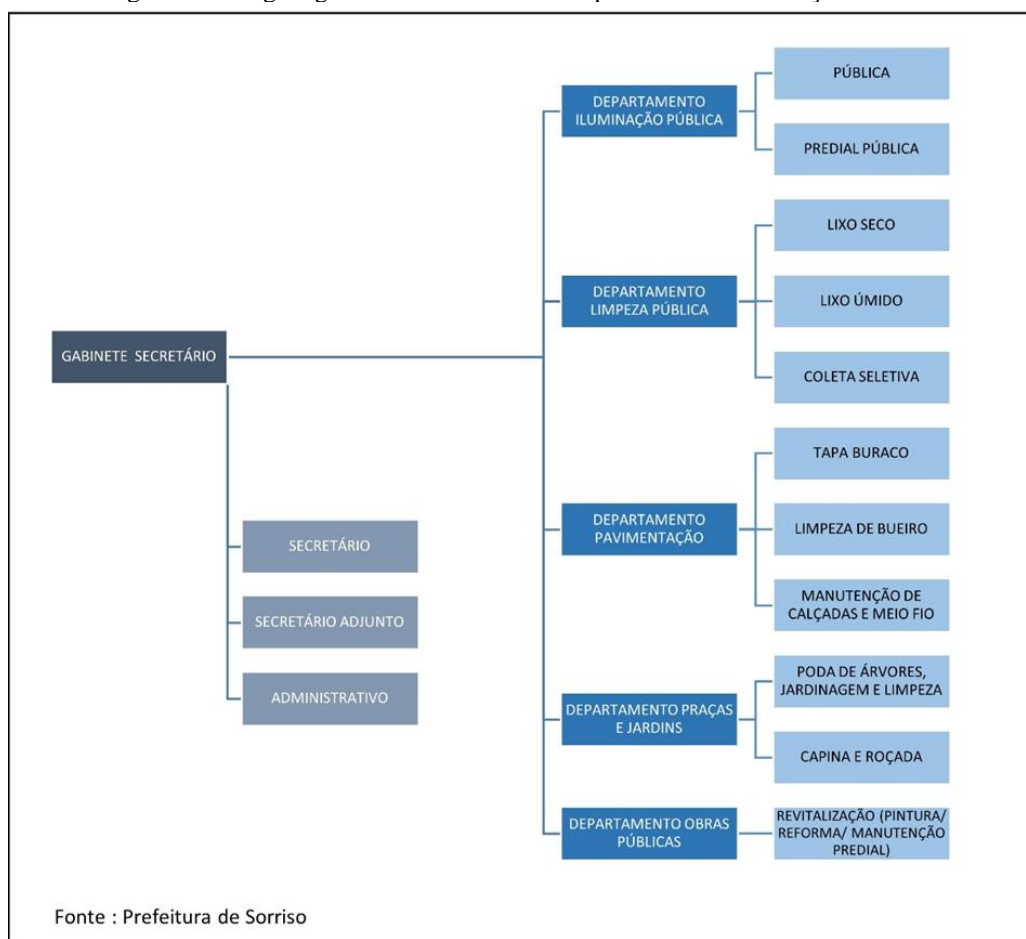 PÚBLICA
DEPARTAMENTO
ILUMINAÇÃO PÚBLICA
PREDIAL PÚBLICA
LIXO SECO
DEPARTAMENTO
LIMPEZA PÚBLICA
LIXO ÚMIDO
COLETA SELETIVA
GABINETE SECRETÁRIO
SECRETÁRIO
SECRETÁRIO ADJUNTO
ADMINISTRATIVO
TAPA BURACO
DEPARTAMENTO
PAVIMENTAÇÃO
LIMPEZA DE BUEIRO
MANUTENÇÃO DE
CALÇADAS E MEIO FIO
PODA DE ÁRVORES,
JARDINAGEM E LIMPEZA
DEPARTAMENTO PRAÇAS
E JARDINS
CAPINA E ROÇADA
DEPARTAMENTO OBRAS
PÚBLICAS
REVITALIZAÇÃO (PINTURA/
REFORMA/ MANUTENÇÃO
PREDIAL)
Fonte : Prefeitura de Sorriso